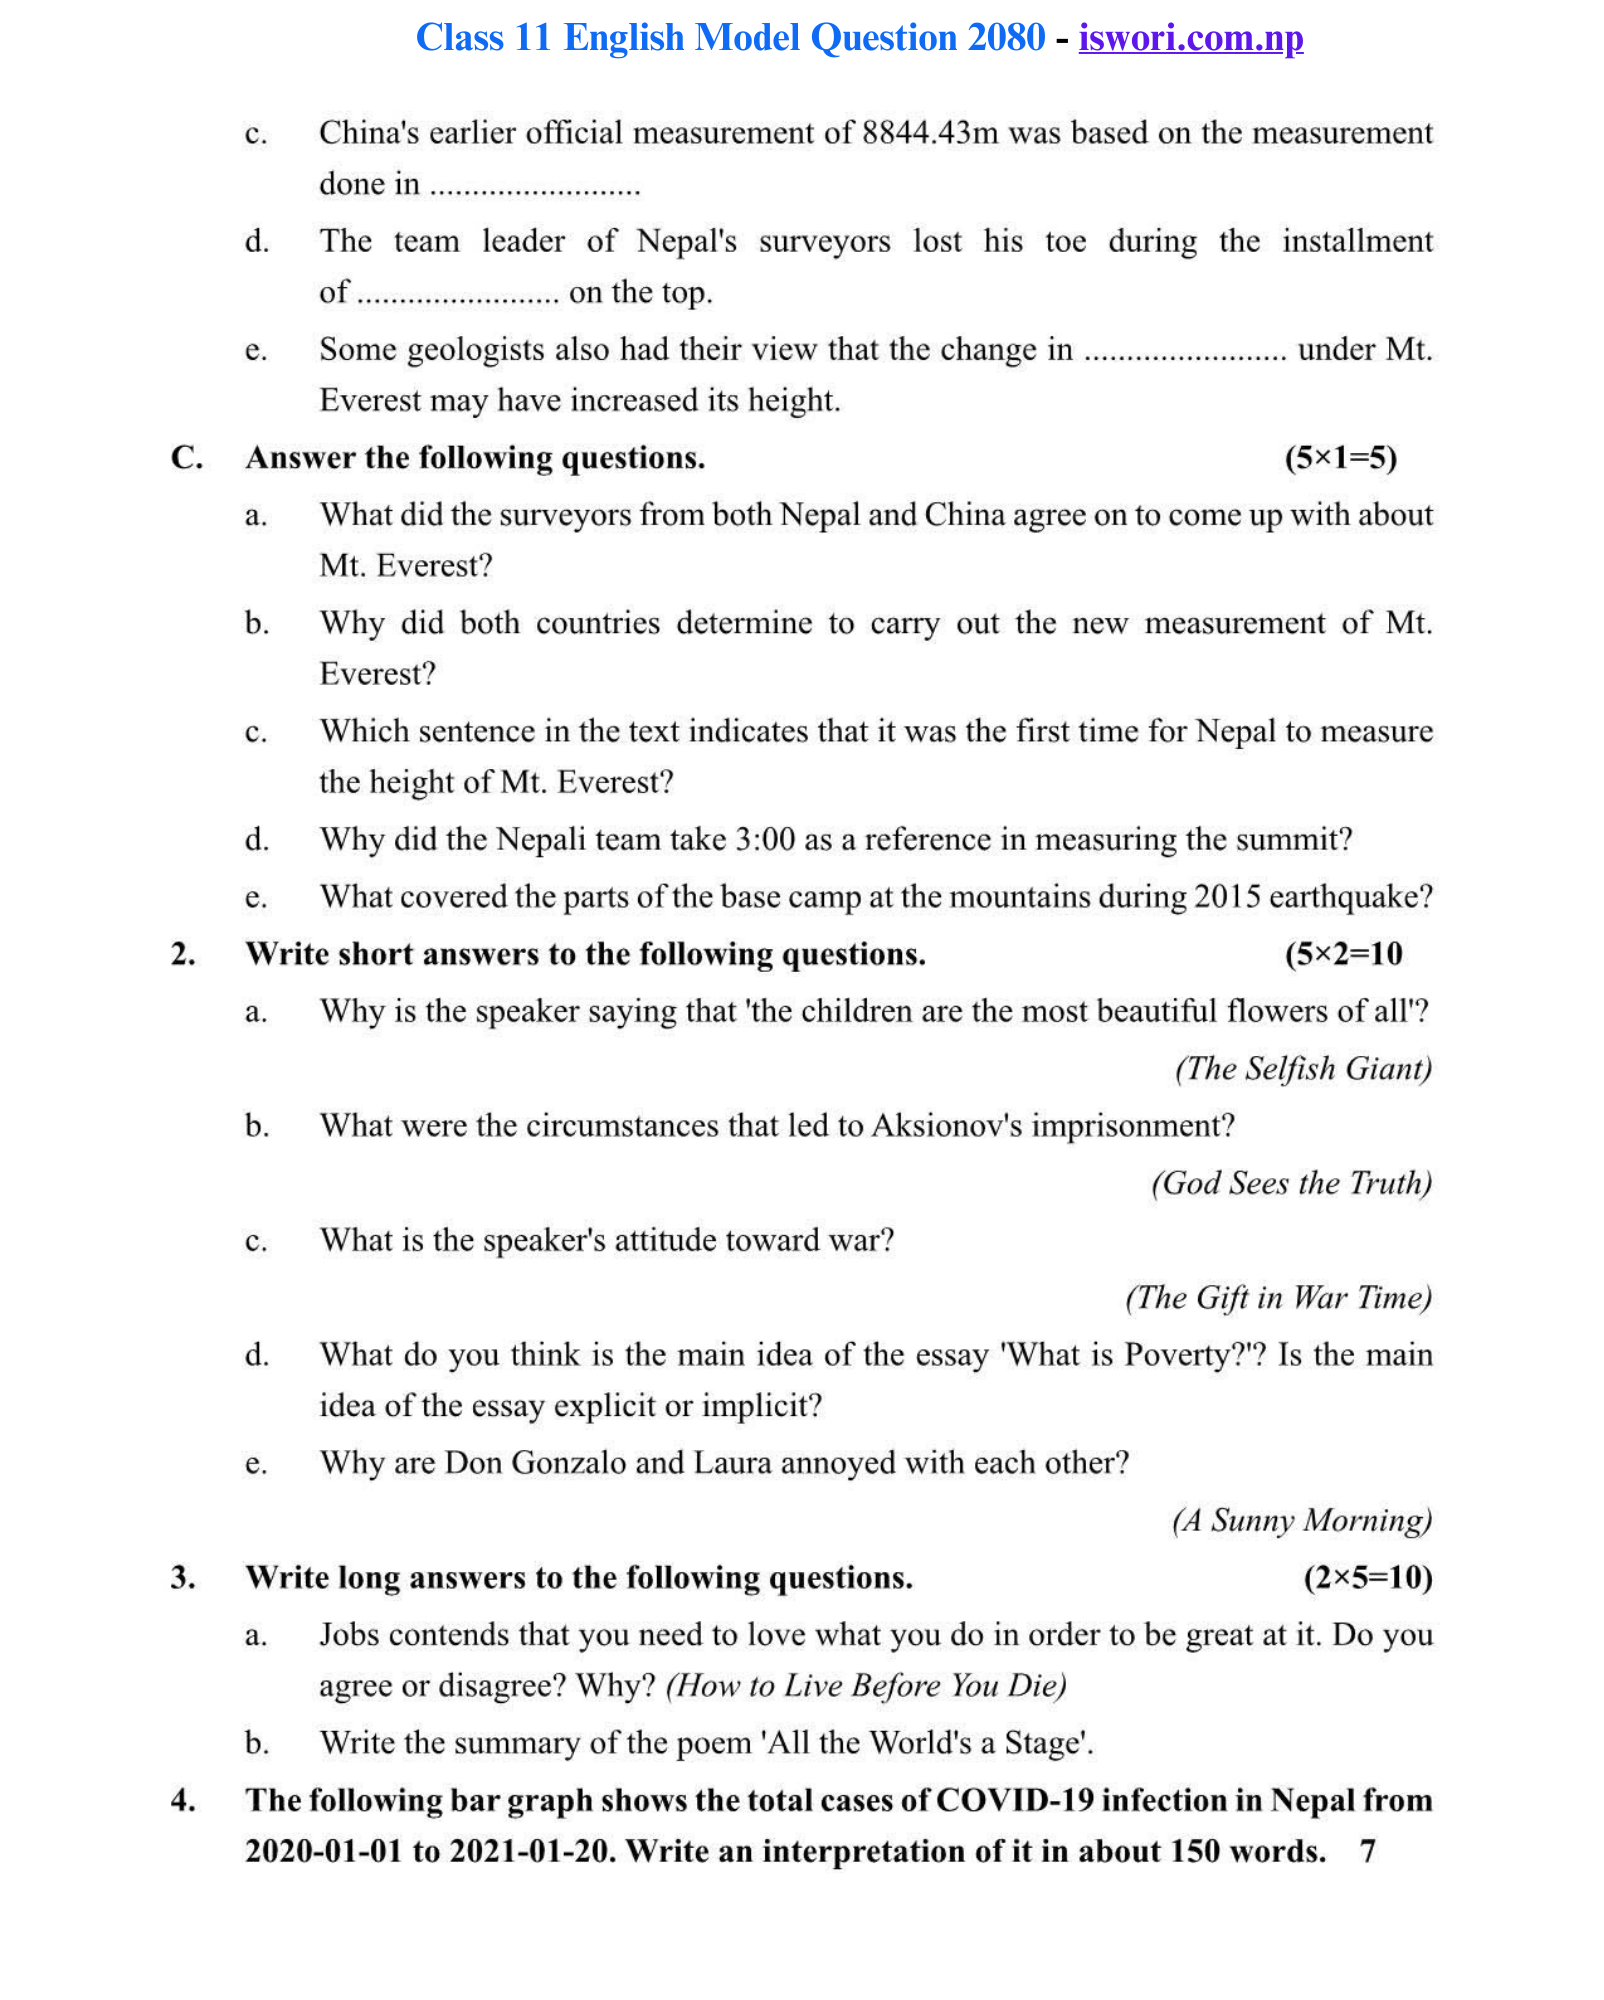 Class 11 English Model Question 2080 - iswori.com.np
c. China's earlier official measurement of 8844.43m was based on the measurement
done in .........................
d. The team leader of Nepal's surveyors lost his toe during the installment
of ........................ on the top.
e. Some geologists also had their view that the change in ........................ under Mt.
Everest may have increased its height.
C. Answer the following questions. (5×1=5)
a. What did the surveyors from both Nepal and China agree on to come up with about
Mt. Everest?
b. Why did both countries determine to carry out the new measurement of Mt.
Everest?
c. Which sentence in the text indicates that it was the first time for Nepal to measure
the height of Mt. Everest?
d. Why did the Nepali team take 3:00 as a reference in measuring the summit?
e. What covered the parts of the base camp at the mountains during 2015 earthquake?
2. Write short answers to the following questions. (5×2=10
a. Why is the speaker saying that 'the children are the most beautiful flowers of all'?
(The Selfish Giant)
b. What were the circumstances that led to Aksionov's imprisonment?
(God Sees the Truth)
c. What is the speaker's attitude toward war?
(The Gift in War Time)
d. What do you think is the main idea of the essay 'What is Poverty?'? Is the main
idea of the essay explicit or implicit?
e. Why are Don Gonzalo and Laura annoyed with each other?
(A Sunny Morning)
3. Write long answers to the following questions. (2×5=10)
a. Jobs contends that you need to love what you do in order to be great at it. Do you
agree or disagree? Why? (How to Live Before You Die)
b. Write the summary of the poem 'All the World's a Stage'.
4. The following bar graph shows the total cases of COVID-19 infection in Nepal from
2020-01-01 to 2021-01-20. Write an interpretation of it in about 150 words. 7